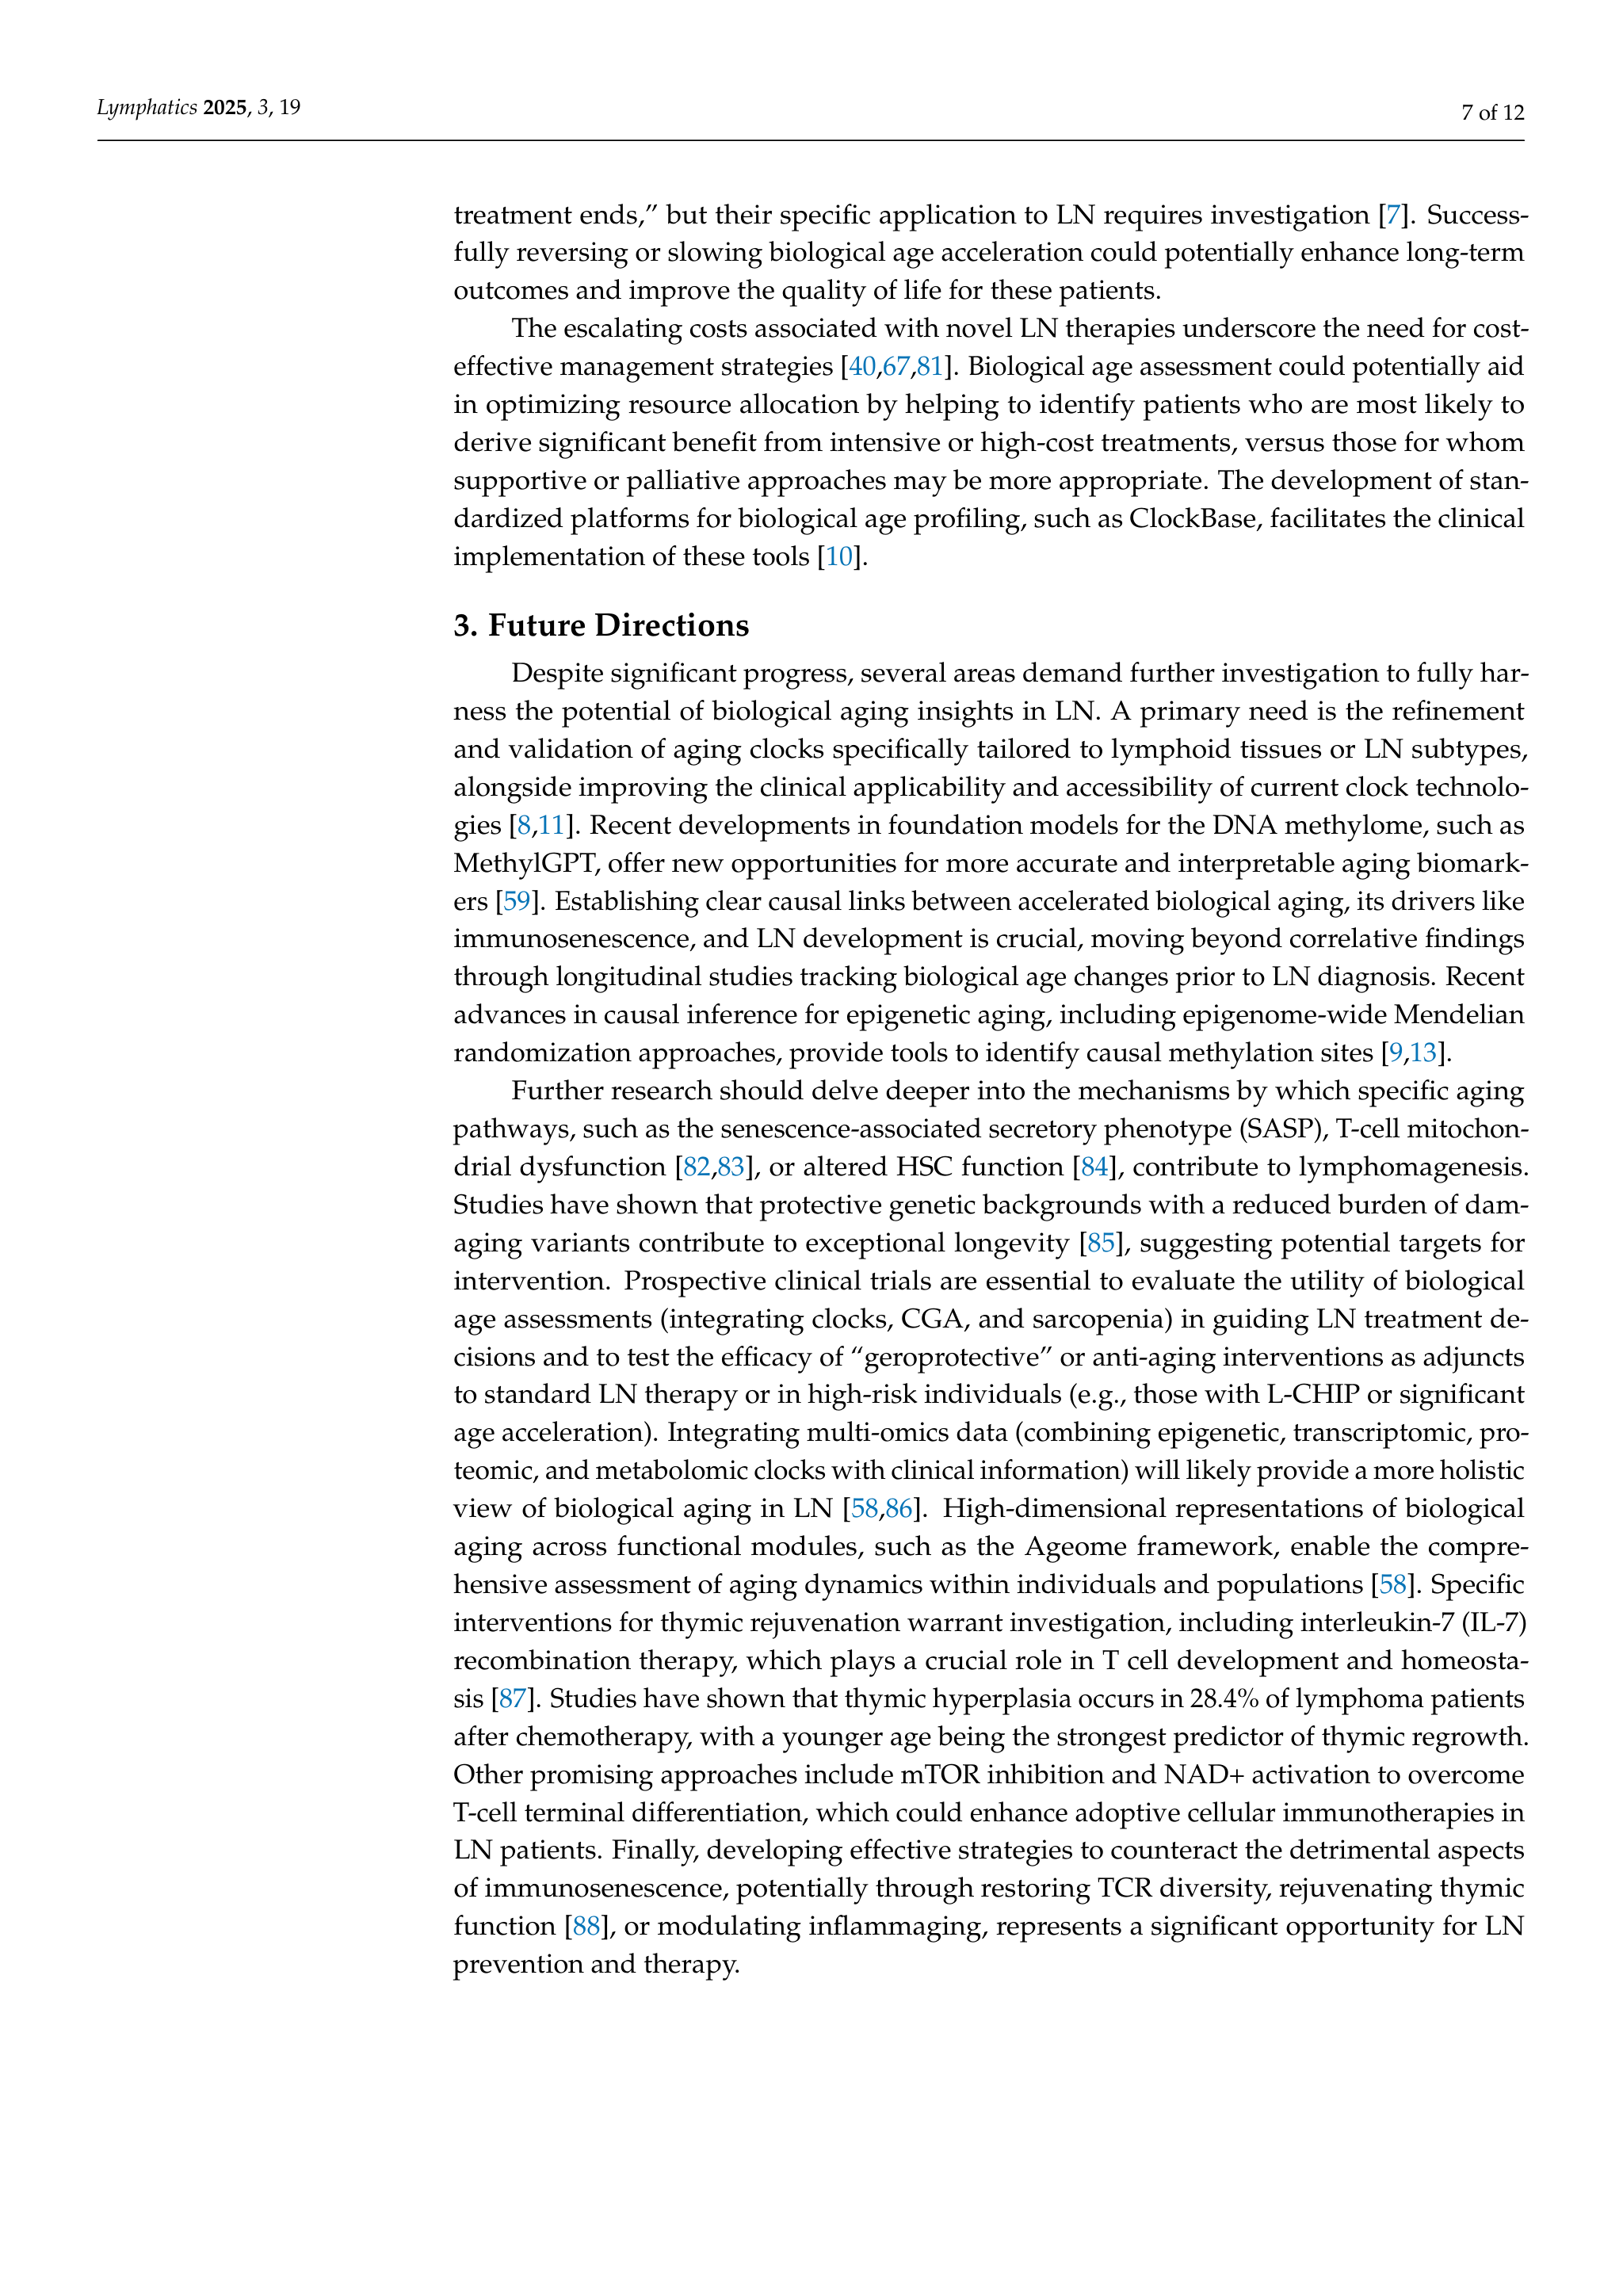 Lymphatics 2025, 3, 19
7 of 12
treatment ends,” but their specific application to LN requires investigation [7]. Success-
fully reversing or slowing biological age acceleration could potentially enhance long-term
outcomes and improve the quality of life for these patients.
The escalating costs associated with novel LN therapies underscore the need for cost-
effective management strategies [40,67,81]. Biological age assessment could potentially aid
in optimizing resource allocation by helping to identify patients who are most likely to
derive significant benefit from intensive or high-cost treatments, versus those for whom
supportive or palliative approaches may be more appropriate. The development of stan-
dardized platforms for biological age profiling, such as ClockBase, facilitates the clinical
implementation of these tools [10].
3. Future Directions
Despite significant progress, several areas demand further investigation to fully har-
ness the potential of biological aging insights in LN. A primary need is the refinement
and validation of aging clocks specifically tailored to lymphoid tissues or LN subtypes,
alongside improving the clinical applicability and accessibility of current clock technolo-
gies [8,11]. Recent developments in foundation models for the DNA methylome, such as
MethylGPT, offer new opportunities for more accurate and interpretable aging biomark-
ers [59]. Establishing clear causal links between accelerated biological aging, its drivers like
immunosenescence, and LN development is crucial, moving beyond correlative findings
through longitudinal studies tracking biological age changes prior to LN diagnosis. Recent
advances in causal inference for epigenetic aging, including epigenome-wide Mendelian
randomization approaches, provide tools to identify causal methylation sites [9,13].
Further research should delve deeper into the mechanisms by which specific aging
pathways, such as the senescence-associated secretory phenotype (SASP), T-cell mitochon-
drial dysfunction [82,83], or altered HSC function [84], contribute to lymphomagenesis.
Studies have shown that protective genetic backgrounds with a reduced burden of dam-
aging variants contribute to exceptional longevity [85], suggesting potential targets for
intervention. Prospective clinical trials are essential to evaluate the utility of biological
age assessments (integrating clocks, CGA, and sarcopenia) in guiding LN treatment de-
cisions and to test the efficacy of “geroprotective” or anti-aging interventions as adjuncts
to standard LN therapy or in high-risk individuals (e.g., those with L-CHIP or significant
age acceleration). Integrating multi-omics data (combining epigenetic, transcriptomic, pro-
teomic, and metabolomic clocks with clinical information) will likely provide a more holistic
view of biological aging in LN [58,86]. High-dimensional representations of biological
aging across functional modules, such as the Ageome framework, enable the compre-
hensive assessment of aging dynamics within individuals and populations [58]. Specific
interventions for thymic rejuvenation warrant investigation, including interleukin-7 (IL-7)
recombination therapy, which plays a crucial role in T cell development and homeosta-
sis [87]. Studies have shown that thymic hyperplasia occurs in 28.4% of lymphoma patients
after chemotherapy, with a younger age being the strongest predictor of thymic regrowth.
Other promising approaches include mTOR inhibition and NAD+ activation to overcome
T-cell terminal differentiation, which could enhance adoptive cellular immunotherapies in
LN patients. Finally, developing effective strategies to counteract the detrimental aspects
of immunosenescence, potentially through restoring TCR diversity, rejuvenating thymic
function [88], or modulating inflammaging, represents a significant opportunity for LN
prevention and therapy.